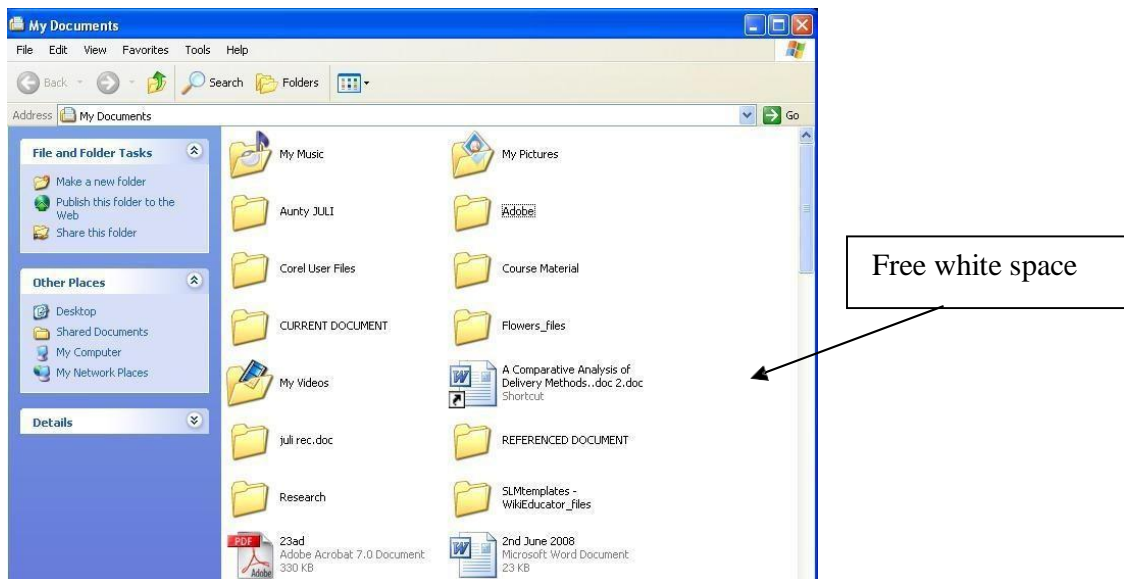 My Documents
File Edit View Favorites Tools Help
Back Search Folders
Address My Documents Go
File and Folder Tasks
Make a new folder
Publish this folder to the
Web
Share this folder
Other Places
Desktop
Shared Documents
My Computer
My Network Places
Details
My Music
My Pictures
Aunty JULI
Adobe
Corel User Files
Course Material
CURRENT DOCUMENT
Flowers_files
My Videos
A Comparative Analysis of
Delivery Methods..doc 2.doc
Shortcut
juli rec.doc
REFERENCED DOCUMENT
Research
SLMtemplates -
WikiEducator_files
PDF
Adobe
23ad
Adobe Acrobat 7.0 Document
330 KB
2nd June 2008
Microsoft Word Document
23 KB
Free white space